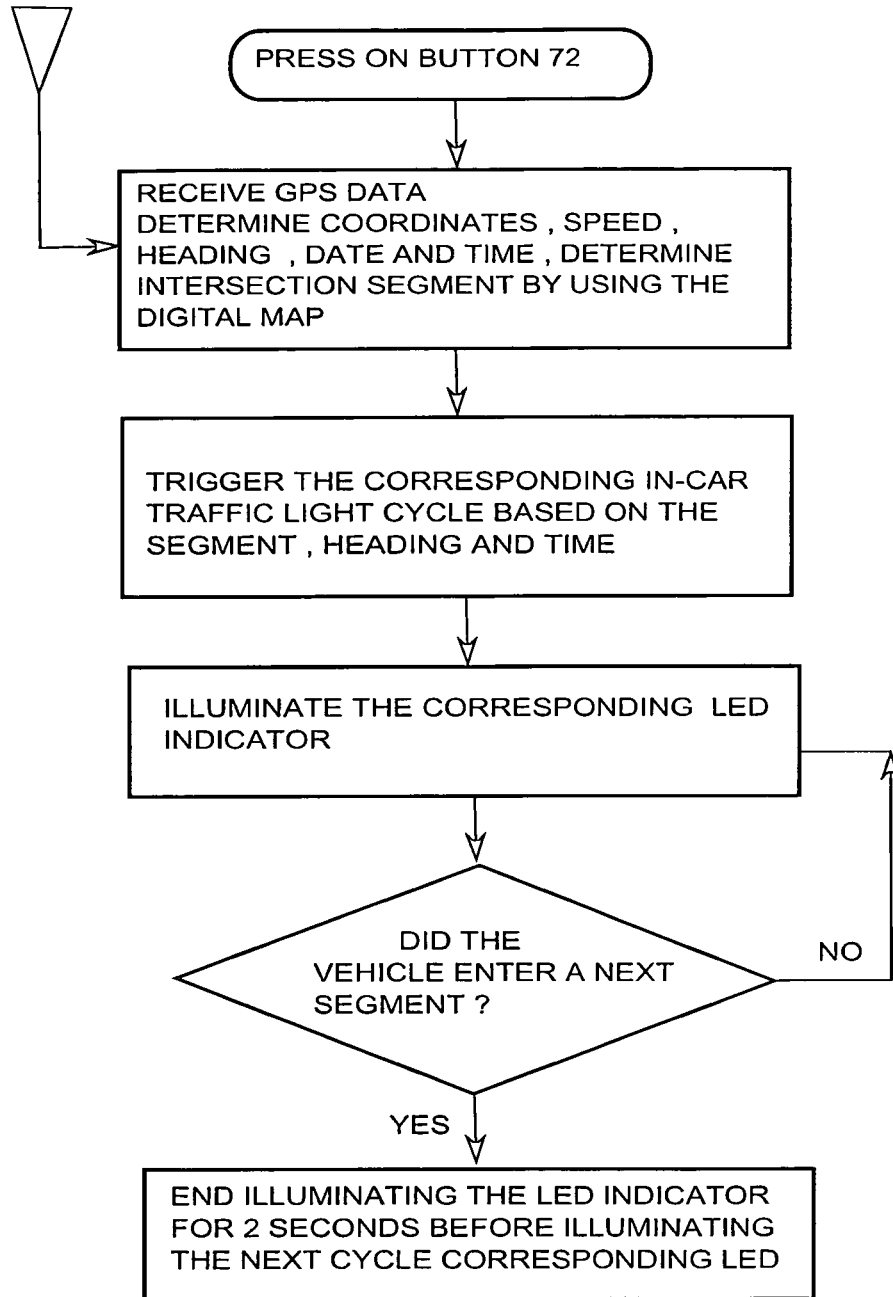 PRESS ON BUTTON 72
RECEIVE GPS DATA
DETERMINE COORDINATES , SPEED ,
HEADING , DATE AND TIME , DETERMINE
INTERSECTION SEGMENT BY USING THE
DIGITAL MAP
TRIGGER THE CORRESPONDING IN-CAR
TRAFFIC LIGHT CYCLE BASED ON THE
SEGMENT , HEADING AND TIME
ILLUMINATE THE CORRESPONDING LED
INDICATOR
DID THE
VEHICLE ENTER A NEXT
SEGMENT ?
NO
YES
END ILLUMINATING THE LED INDICATOR
FOR 2 SECONDS BEFORE ILLUMINATING
THE NEXT CYCLE CORRESPONDING LED